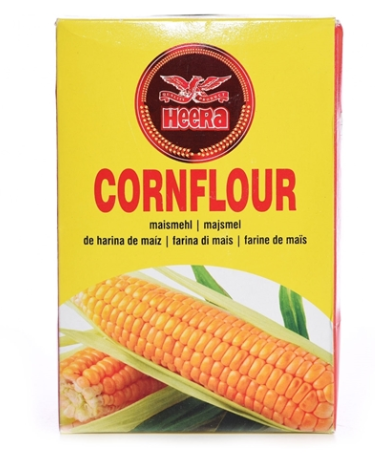 HEERA
CORNFLOUR
maismehl | majsmel
de harina de maíz | farina di mais | farine de maïs